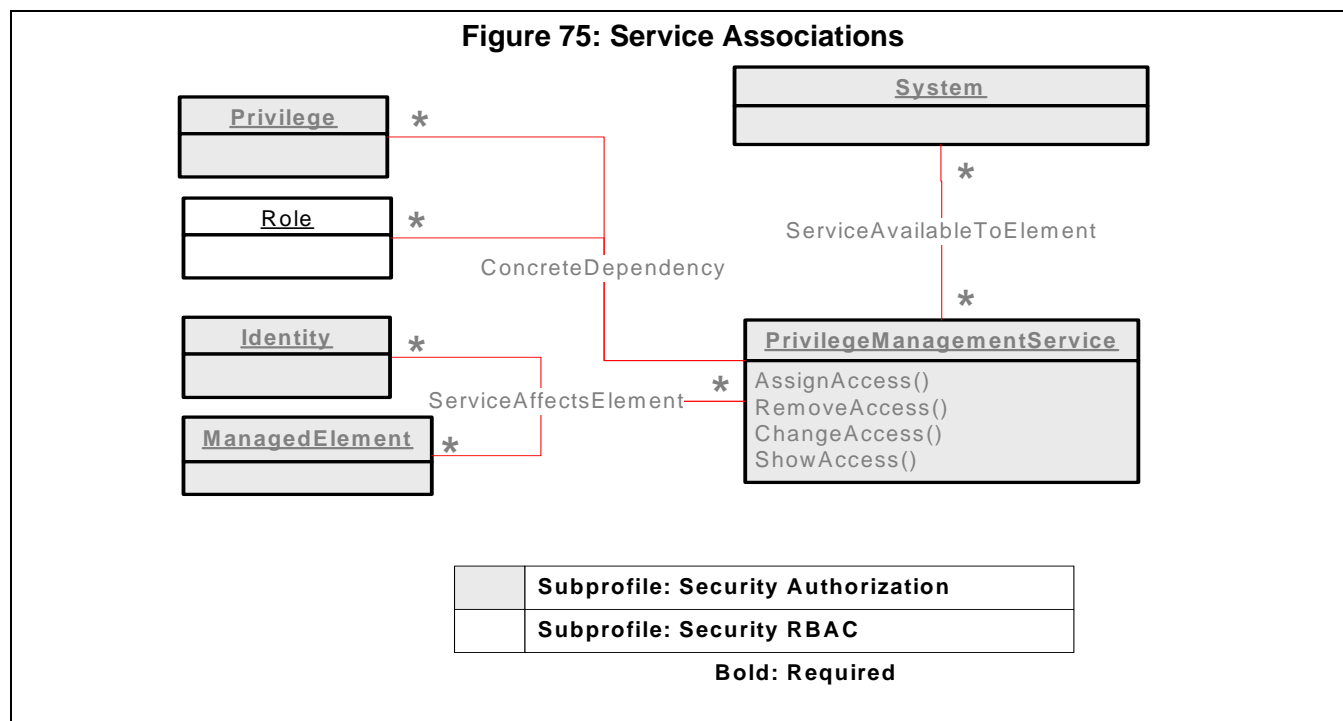 Figure 75: Service Associations
System
Privilege
*
*
Role
*
ServiceAvailableToElement
ConcreteDependency
*
Identity
*
PrivilegeManagementService
*
AssignAccess()
ServiceAffectsElement
RemoveAccess()
ManagedElement
*
ChangeAccess()
ShowAccess()
Subprofile: Security Authorization
Subprofile: Security RBAC
Bold: Required